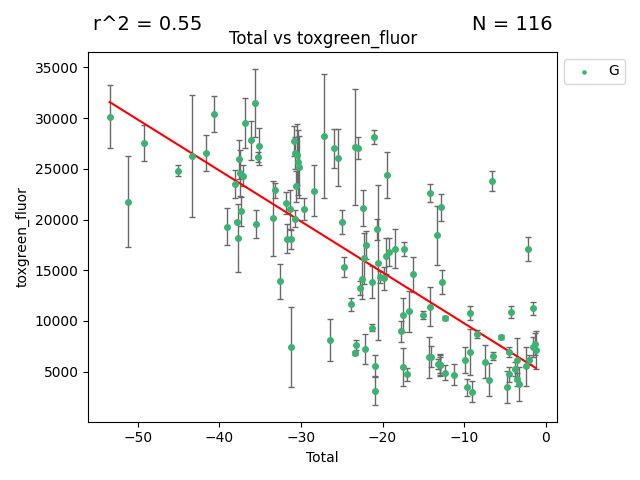 r^2 = 0.55
N = 116
Total vs toxgreen_fluor
35000
30000
25000
20000
15000
10000
5000
toxgreen_fluor
−50
−40
−30
−20
−10
0
Total
G